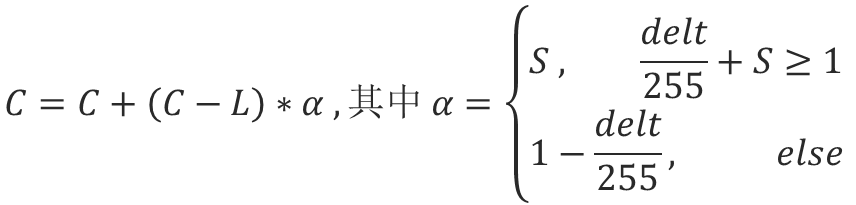 C = C + (C − L) ∗ α , 其中 α = { S , delt/255 + S ≥ 1
1 − delt/255 , else